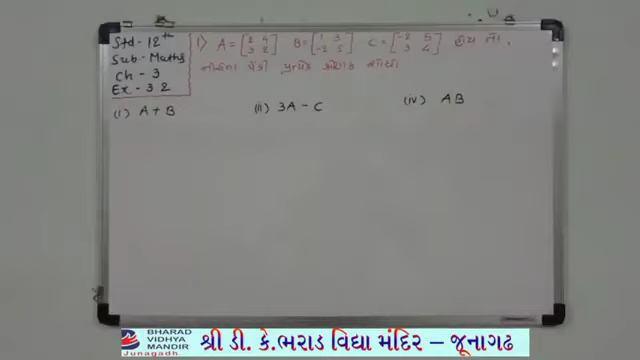 Std - 12th
Sub - Maths
Ch - 3
Ex - 3.2
1) A = [2 4 3 2] B = [1 3 -2 5] C = [-2 5 3 4] હોય તો,
નીચેના પૈકી પ્રત્યેક શ્રેણિક શોધો
(i) A + B (ii) 3A - C (iv) AB
BHARAD VIDHYA MANDIR Junagadh
શ્રી ડી. કે.ભરાડ વિદ્યા મંદિર – જૂનાગઢ